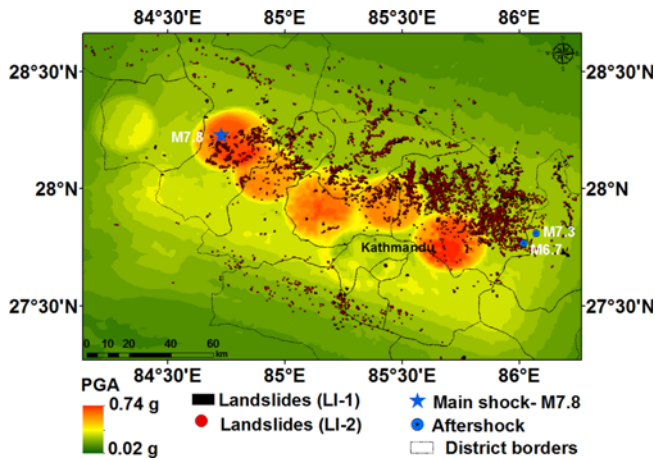 84°30'E 85°E 85°30'E 86°E
28°30'N 28°30'N
M7.8
28°N 28°N
M7.3
Kathmandu
M6.7
27°30'N 27°30'N
0 10 20 40 60
km
84°30'E 85°E 85°30'E 86°E
PGA
0.74 g
0.02 g
Landslides (LI-1)
Landslides (LI-2)
Main shock- M7.8
Aftershock
District borders